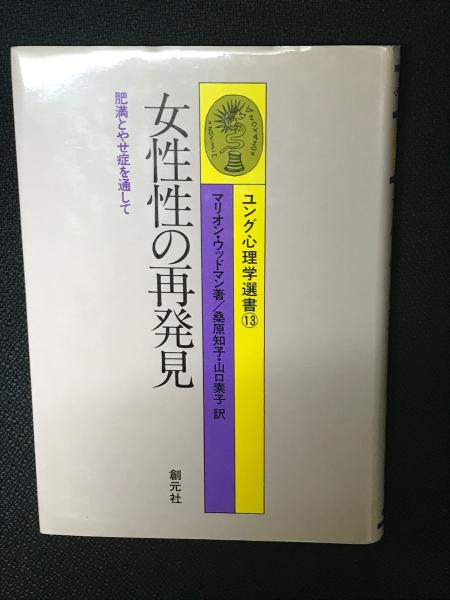 ユング心理学選書⑬
マリオン・ウッドマン著/桑原知子・山口素子 訳
女性性の再発見
肥満とやせ症を通して
創元社